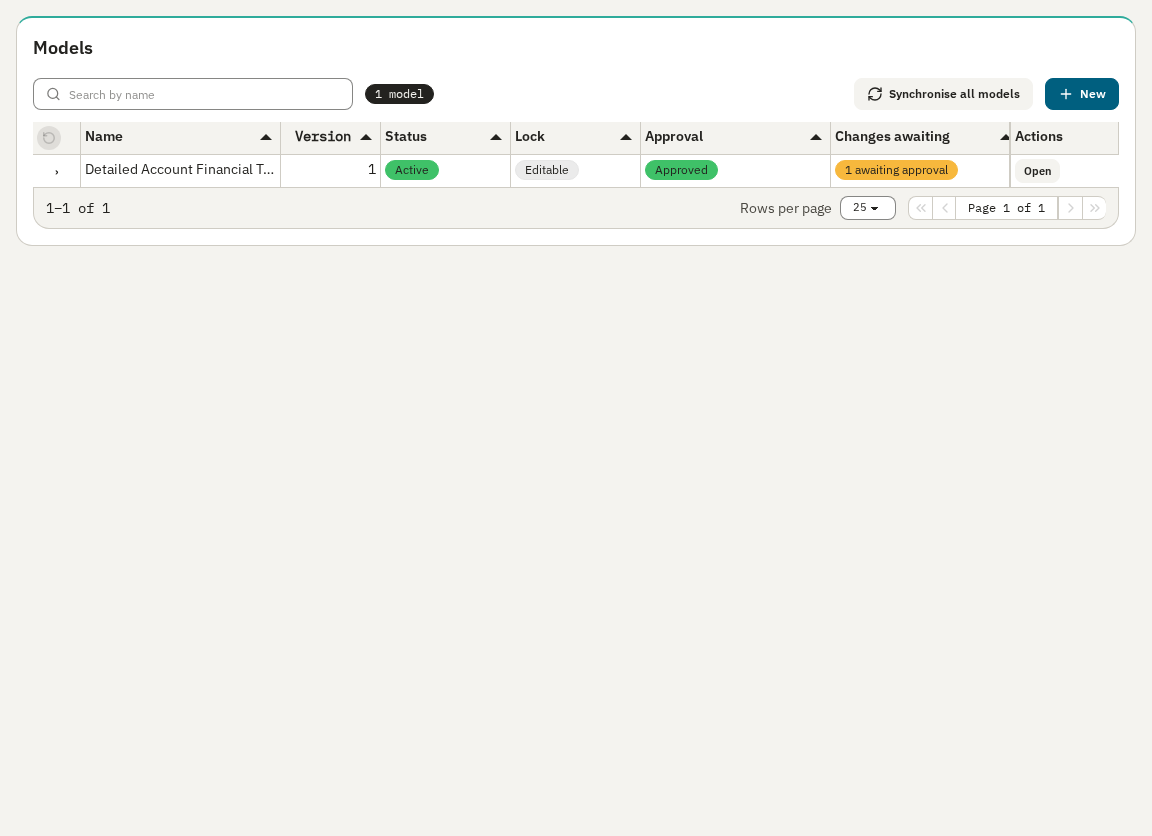 Models
Search by name
1 model
Synchronise all models
New
Name Version Status Lock Approval Changes awaiting Actions
Detailed Account Financial T... 1 Active Editable Approved 1 awaiting approval Open
1–1 of 1
Rows per page 25 Page 1 of 1